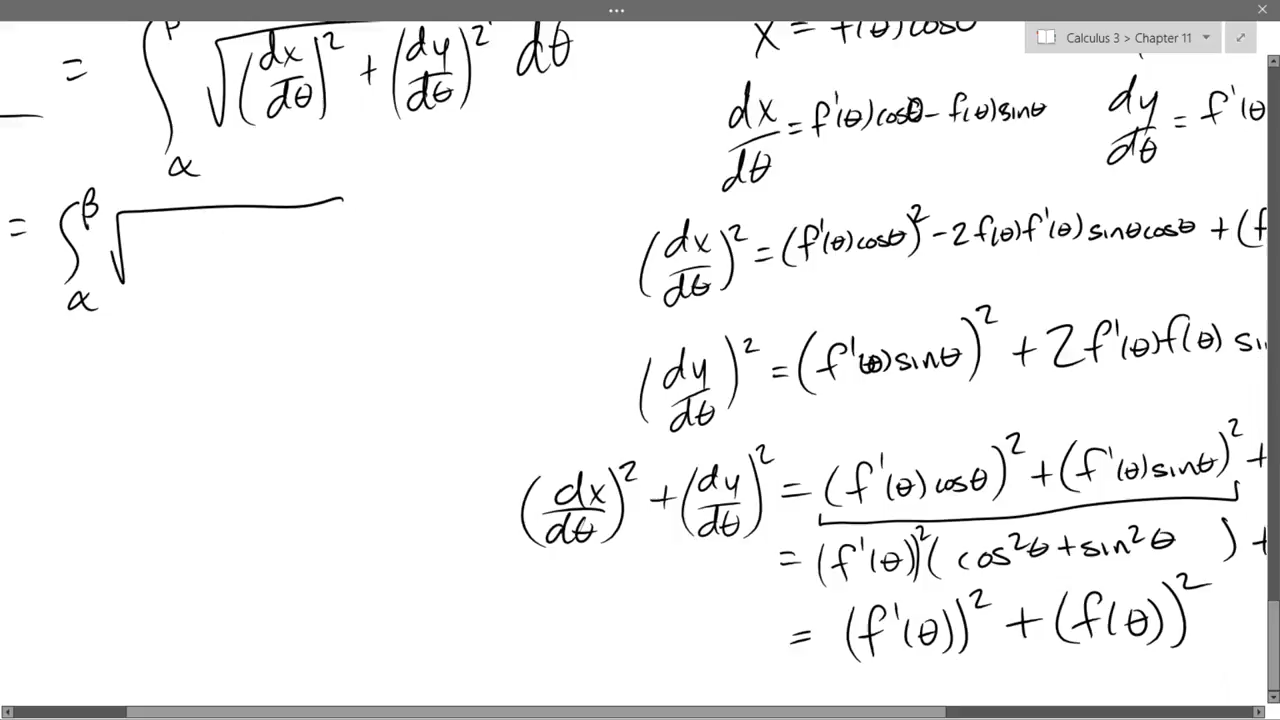 Calculus 3 > Chapter 11
= ∫_α^β √((dx/dθ)² + (dy/dθ)²) dθ
x = f(θ)cosθ
dx/dθ = f'(θ)cosθ - f(θ)sinθ
dy/dθ = f'(θ
= ∫_α^β √
(dx/dθ)² = (f'(θ)cosθ)² - 2f(θ)f'(θ)sinθcosθ + (f
(dy/dθ)² = (f'(θ)sinθ)² + 2f'(θ)f(θ) sin
(dx/dθ)² + (dy/dθ)² = (f'(θ)cosθ)² + (f'(θ)sinθ)² +
= (f'(θ))²(cos²θ + sin²θ ) +
= (f'(θ))² + (f(θ))²